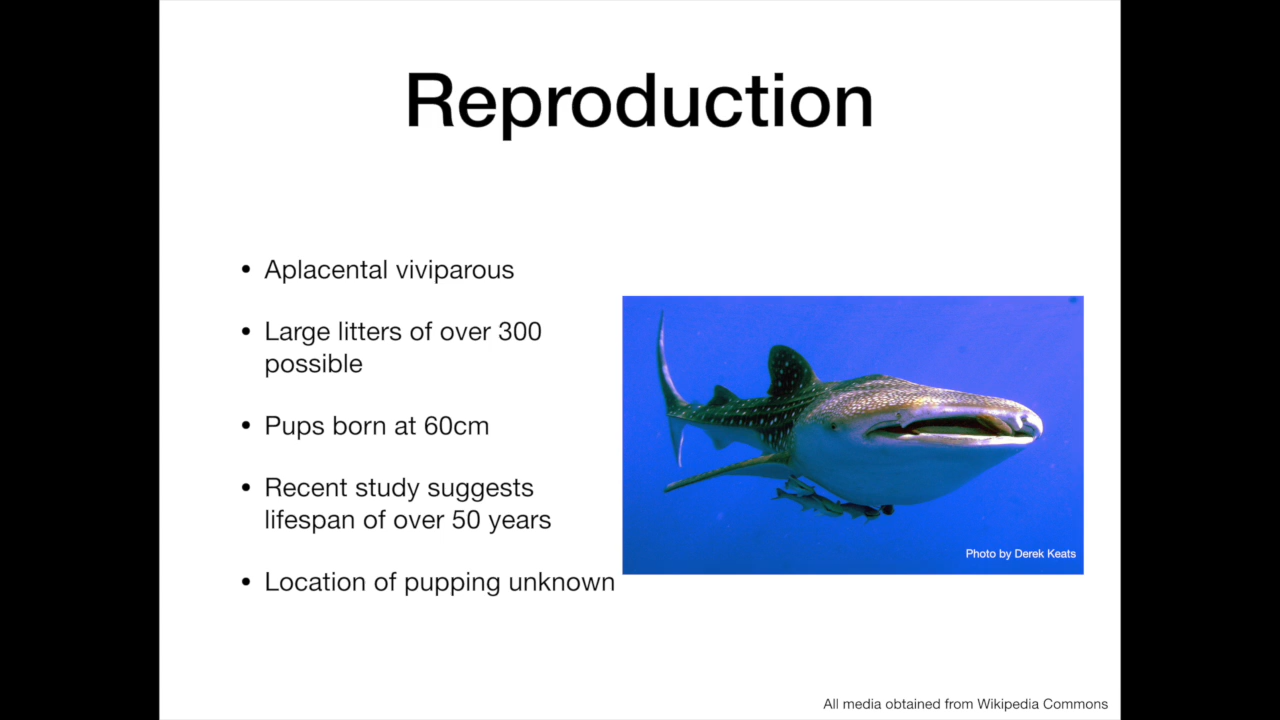 Reproduction
• Aplacental viviparous
• Large litters of over 300
possible
• Pups born at 60cm
• Recent study suggests
lifespan of over 50 years
• Location of pupping unknown
Photo by Derek Keats
All media obtained from Wikipedia Commons